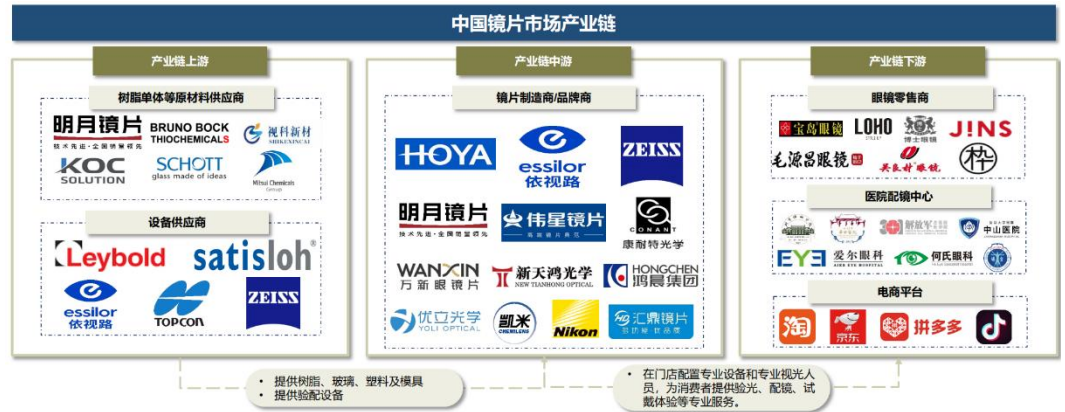 中国镜片市场产业链
产业链上游
树脂单体等原材料供应商
明月镜片
技术先进·全国销量领先
BRUNO BOCK
THIOCHEMICALS
视科新材
SHIKEXINCAI
KOC
SOLUTION
SCHOTT
glass made of ideas
Mitsui Chemicals
设备供应商
Leybold
satisloh®
essilor
依视路
TOPCON
ZEISS
产业链中游
镜片制造商/品牌商
HOYA
essilor
依视路
ZEISS
明月镜片
技术先进·全国销量领先
伟星镜片
CONANT
康耐特光学
WANXIN
万新眼镜片
新天鸿光学
NEW TIANHONG OPTICAL
HONGCHEN
鸿晨集团
优立光学
YOLI OPTICAL
凯米
CHEMILENS
Nikon
汇鼎镜片
产业链下游
眼镜零售商
宝岛眼镜
LOHO
博士眼镜
J!NS
毛源昌眼镜
吴良材眼镜
医院配镜中心
解放军
中山医院
EYE
爱尔眼科
AIER EYE HOSPITAL
何氏眼科
电商平台
淘
京东
拼多多
• 提供树脂、玻璃、塑料及模具
• 提供验配设备
• 在门店配置专业设备和专业视光人
员，为消费者提供验光、配镜、试
戴体验等专业服务。